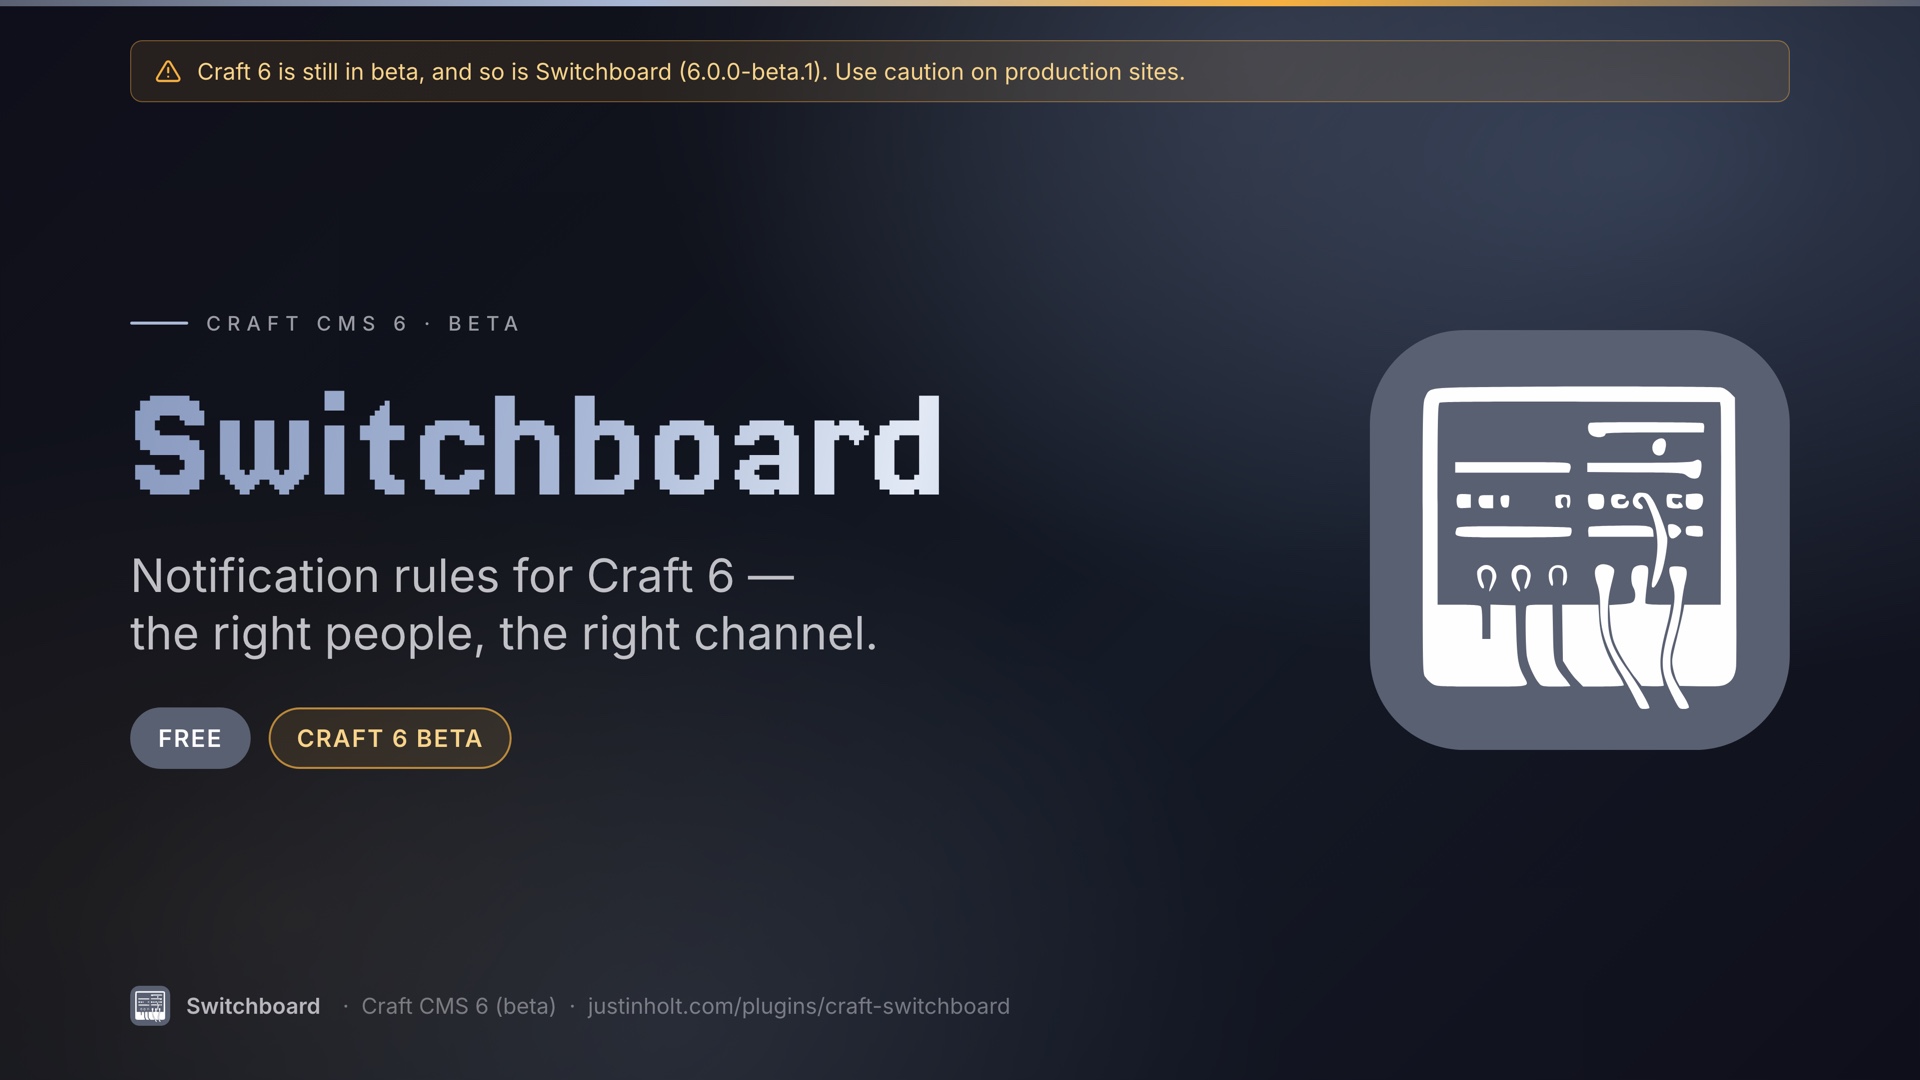 Craft 6 is still in beta, and so is Switchboard (6.0.0-beta.1). Use caution on production sites.
CRAFT CMS 6 · BETA
Switchboard
Notification rules for Craft 6 —
the right people, the right channel.
FREE
CRAFT 6 BETA
Switchboard · Craft CMS 6 (beta) · justinholt.com/plugins/craft-switchboard